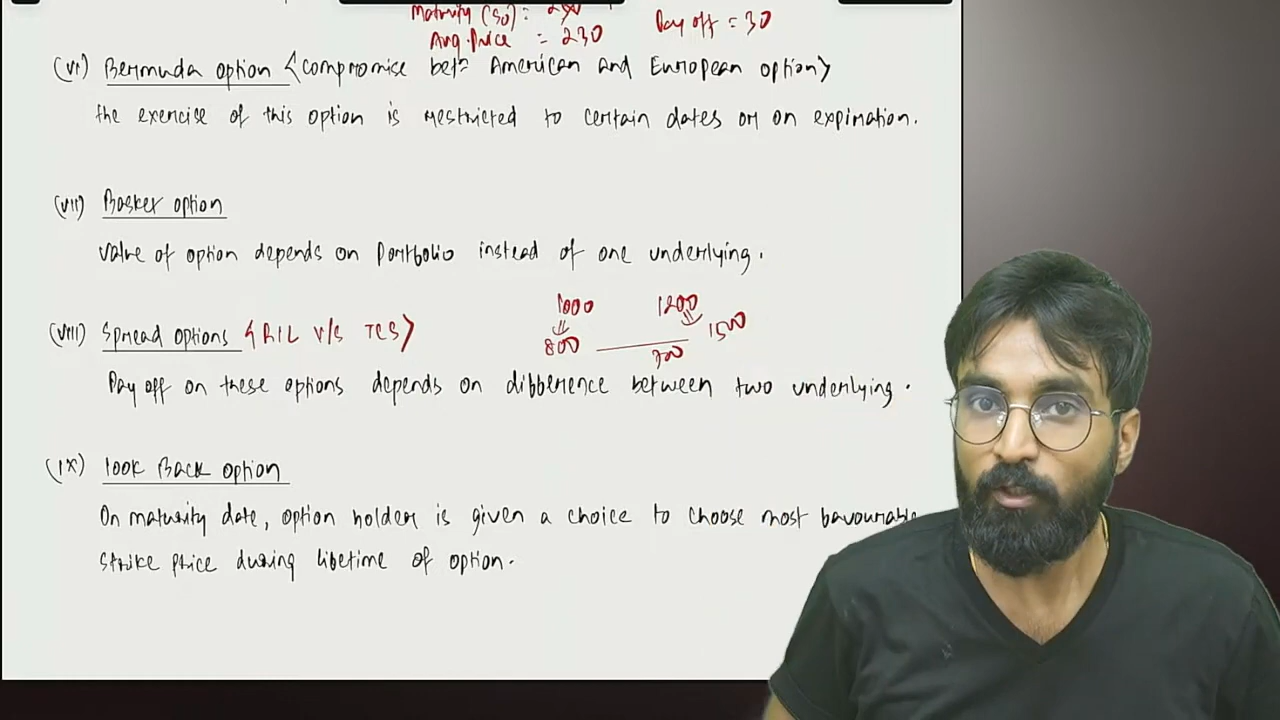 Maturity (S0) = 290
Avg. Price = 230
Pay off = 30
(vi) Bermuda option <compromise betn American and European option>
the exercise of this option is restricted to certain dates or on expiration.
(vii) Basket option
value of option depends on portfolio instead of one underlying.
(viii) Spread options <RIL v/s TCS>
1000 1200
800 1500
700
Pay off on these options depends on difference between two underlying.
(ix) look Back option
On maturity date, option holder is given a choice to choose most favourable
strike price during lifetime of option.